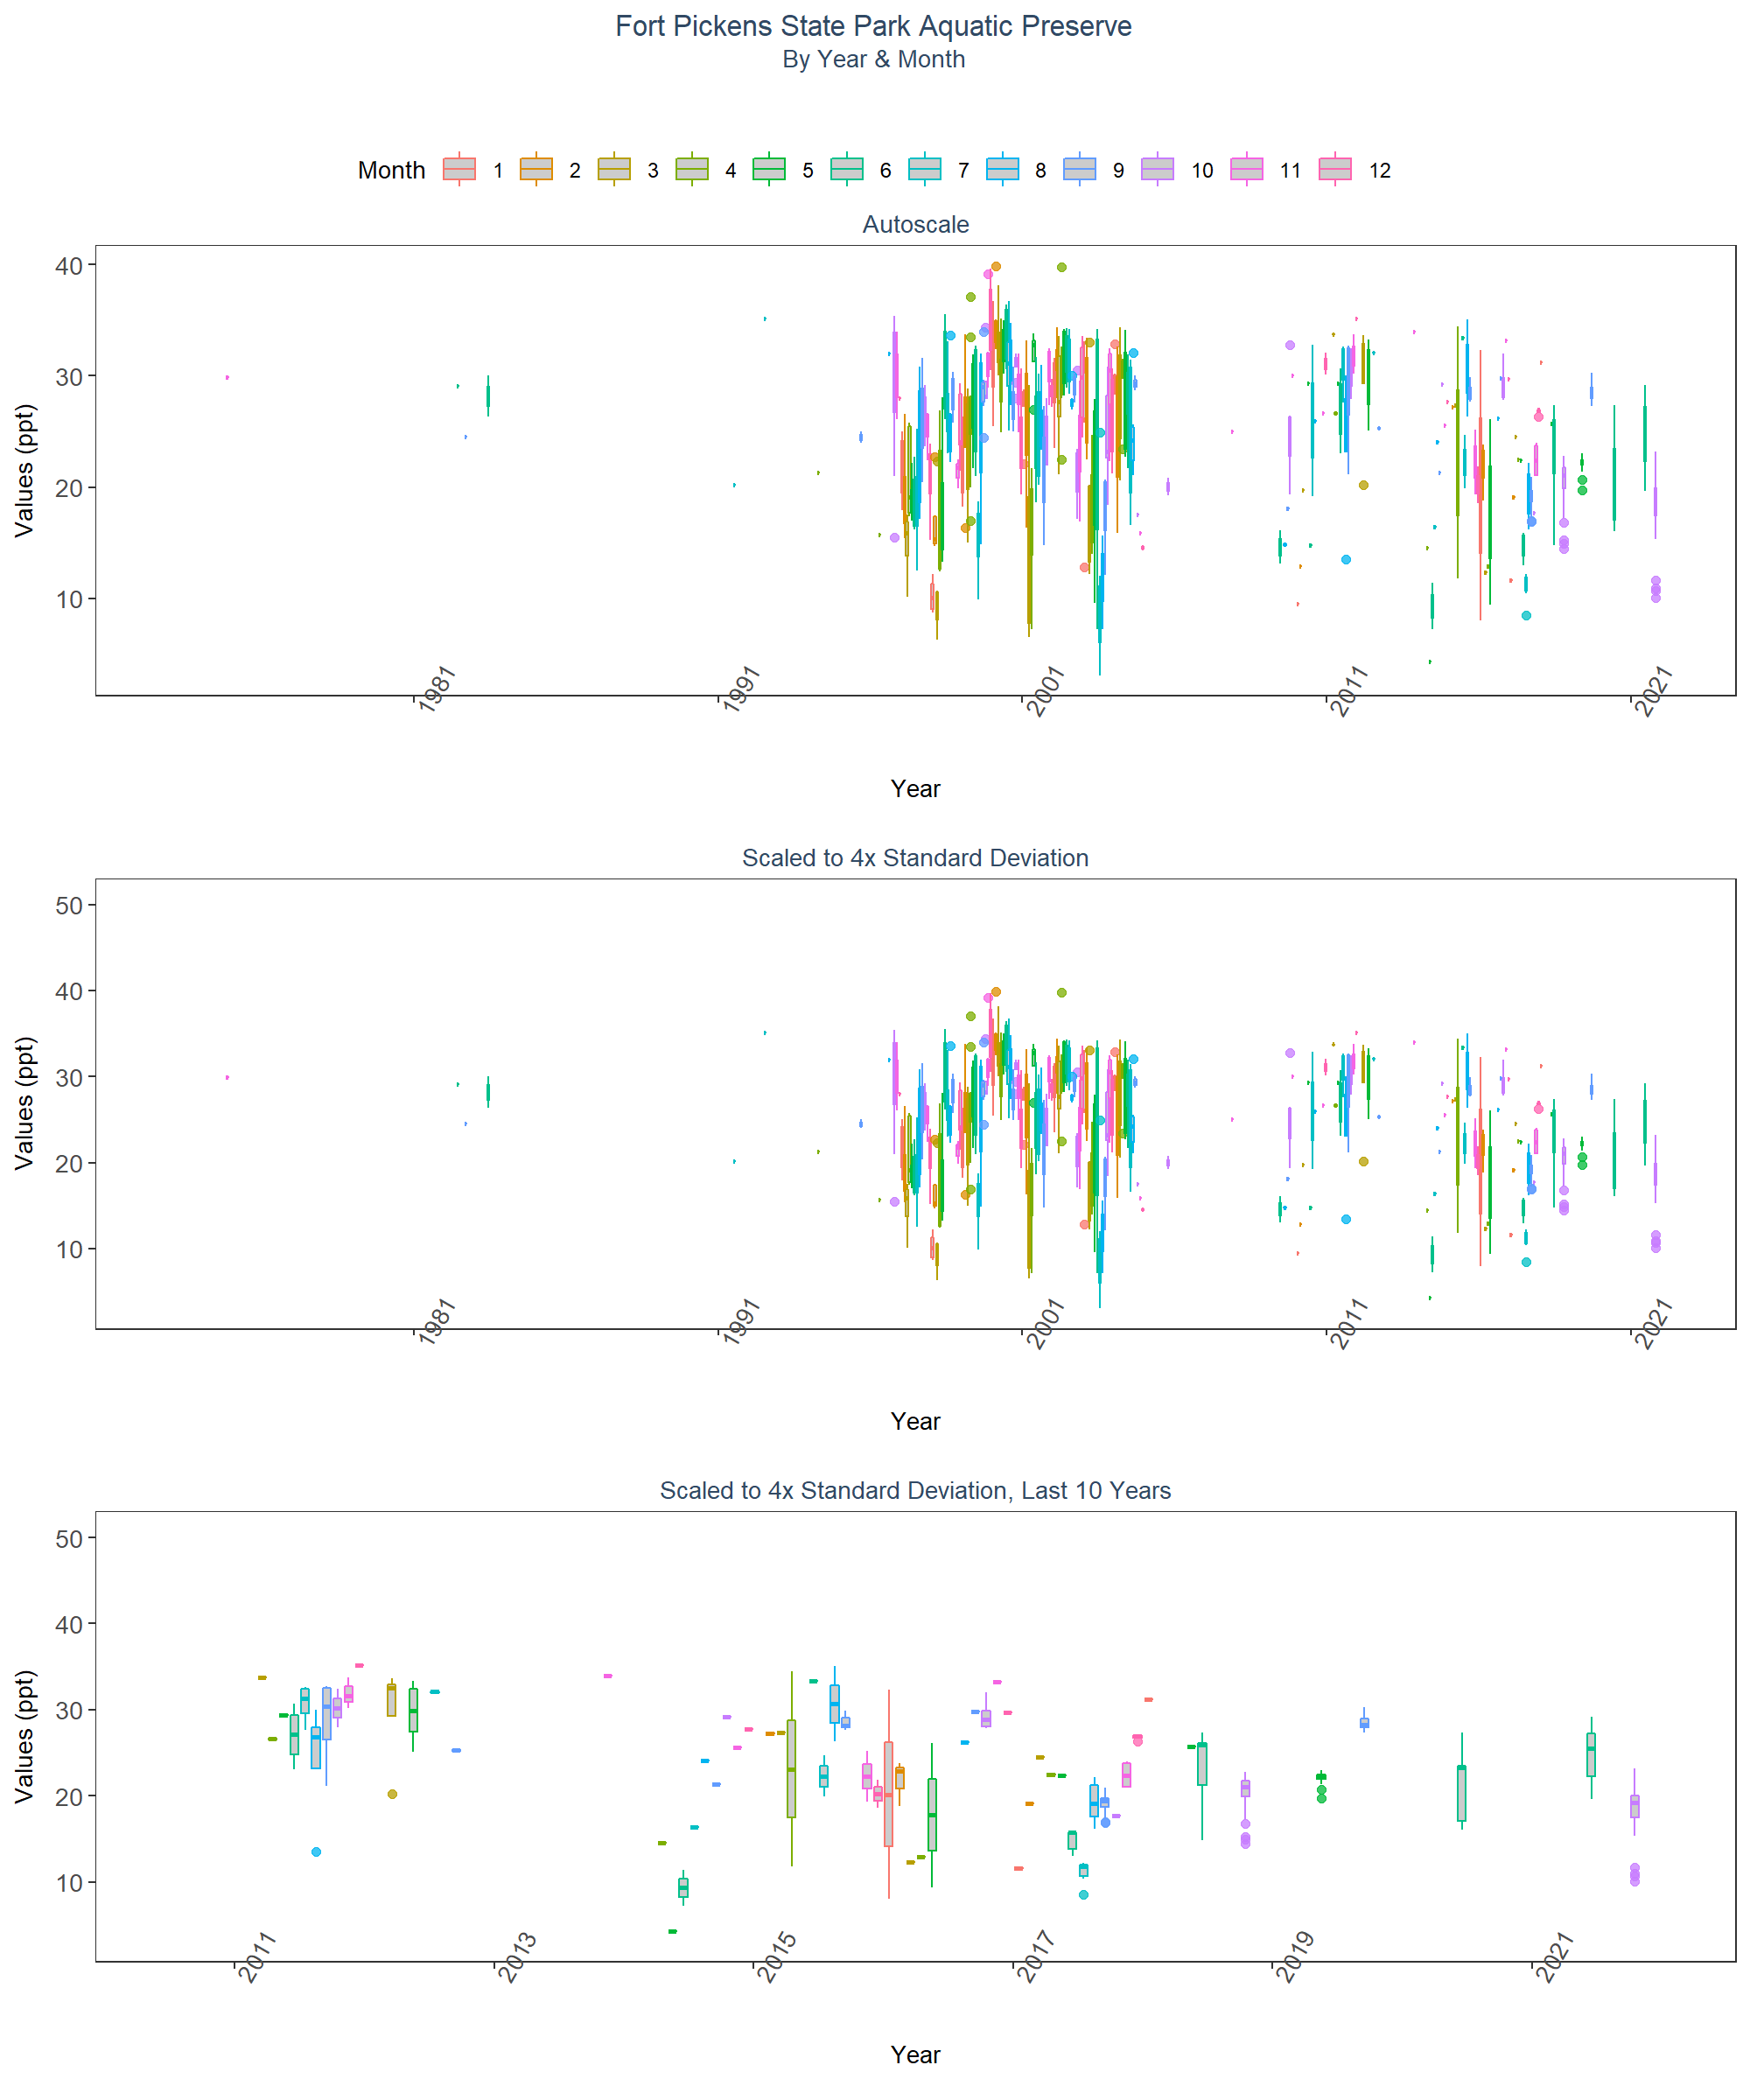 Fort Pickens State Park Aquatic Preserve
By Year & Month
Month 1 2 3 4 5 6 7 8 9 10 11 12
Autoscale
Values (ppt)
40
30
20
10
1981 1991 2001 2011 2021
Year
Scaled to 4x Standard Deviation
Values (ppt)
50
40
30
20
10
1981 1991 2001 2011 2021
Year
Scaled to 4x Standard Deviation, Last 10 Years
Values (ppt)
50
40
30
20
10
2011 2013 2015 2017 2019 2021
Year